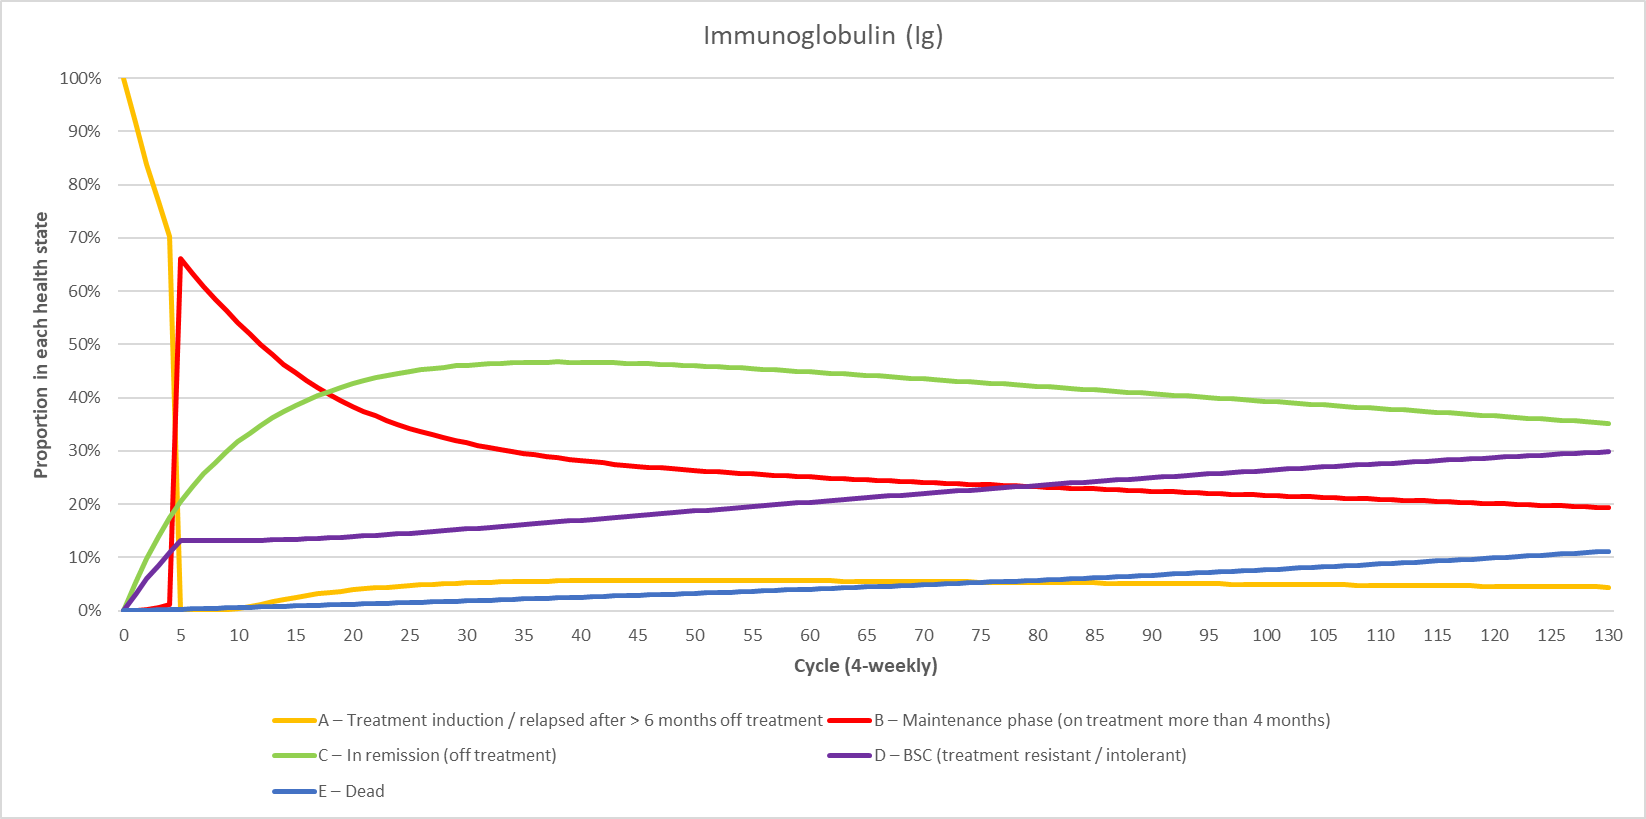 Immunoglobulin (Ig)
100%
90%
80%
70%
60%
50%
40%
30%
20%
10%
0%
Proportion in each health state
0 5 10 15 20 25 30 35 40 45 50 55 60 65 70 75 80 85 90 95 100 105 110 115 120 125 130
Cycle (4-weekly)
A – Treatment induction / relapsed after > 6 months off treatment
B – Maintenance phase (on treatment more than 4 months)
C – In remission (off treatment)
D – BSC (treatment resistant / intolerant)
E – Dead